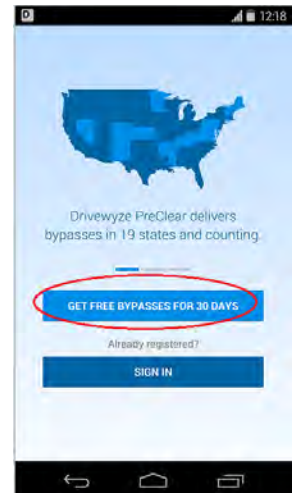 D 12:18
Drivewyze PreClear delivers
bypasses in 19 states and counting.
GET FREE BYPASSES FOR 30 DAYS
Already registered?
SIGN IN